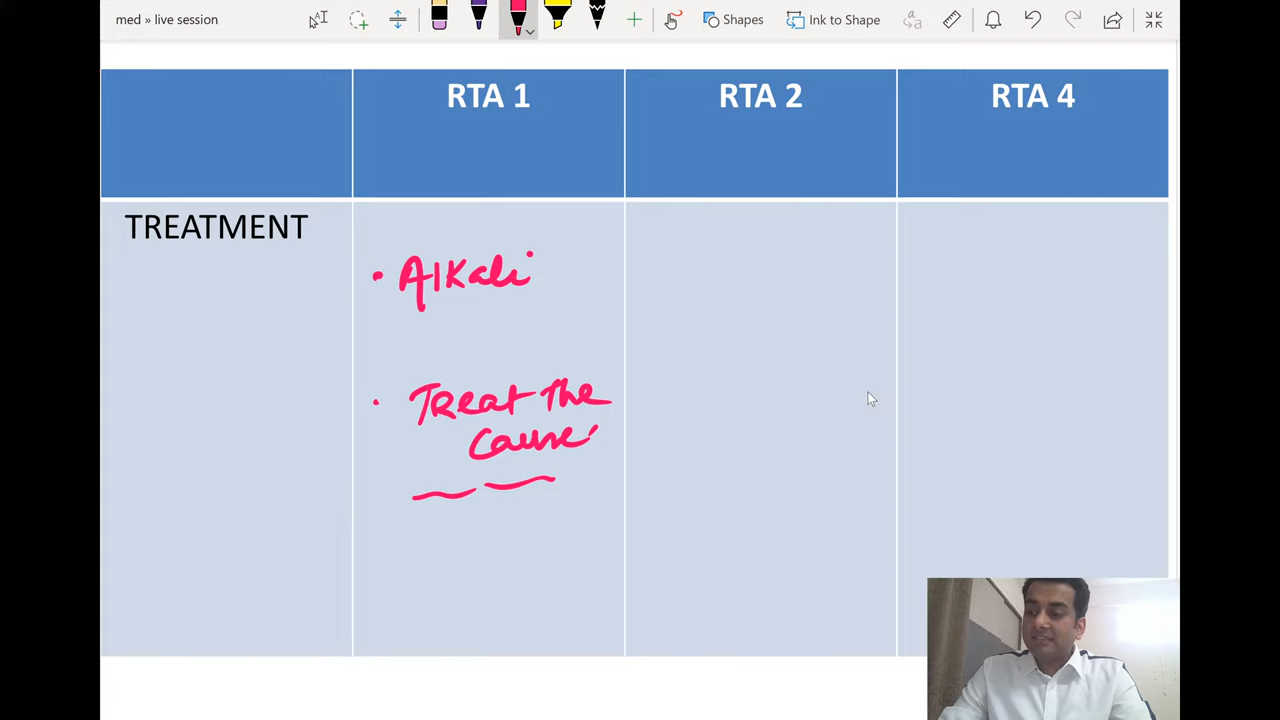 med » live session
Shapes
Ink to Shape
RTA 1
RTA 2
RTA 4
TREATMENT
• Alkali
• Treat the
cause